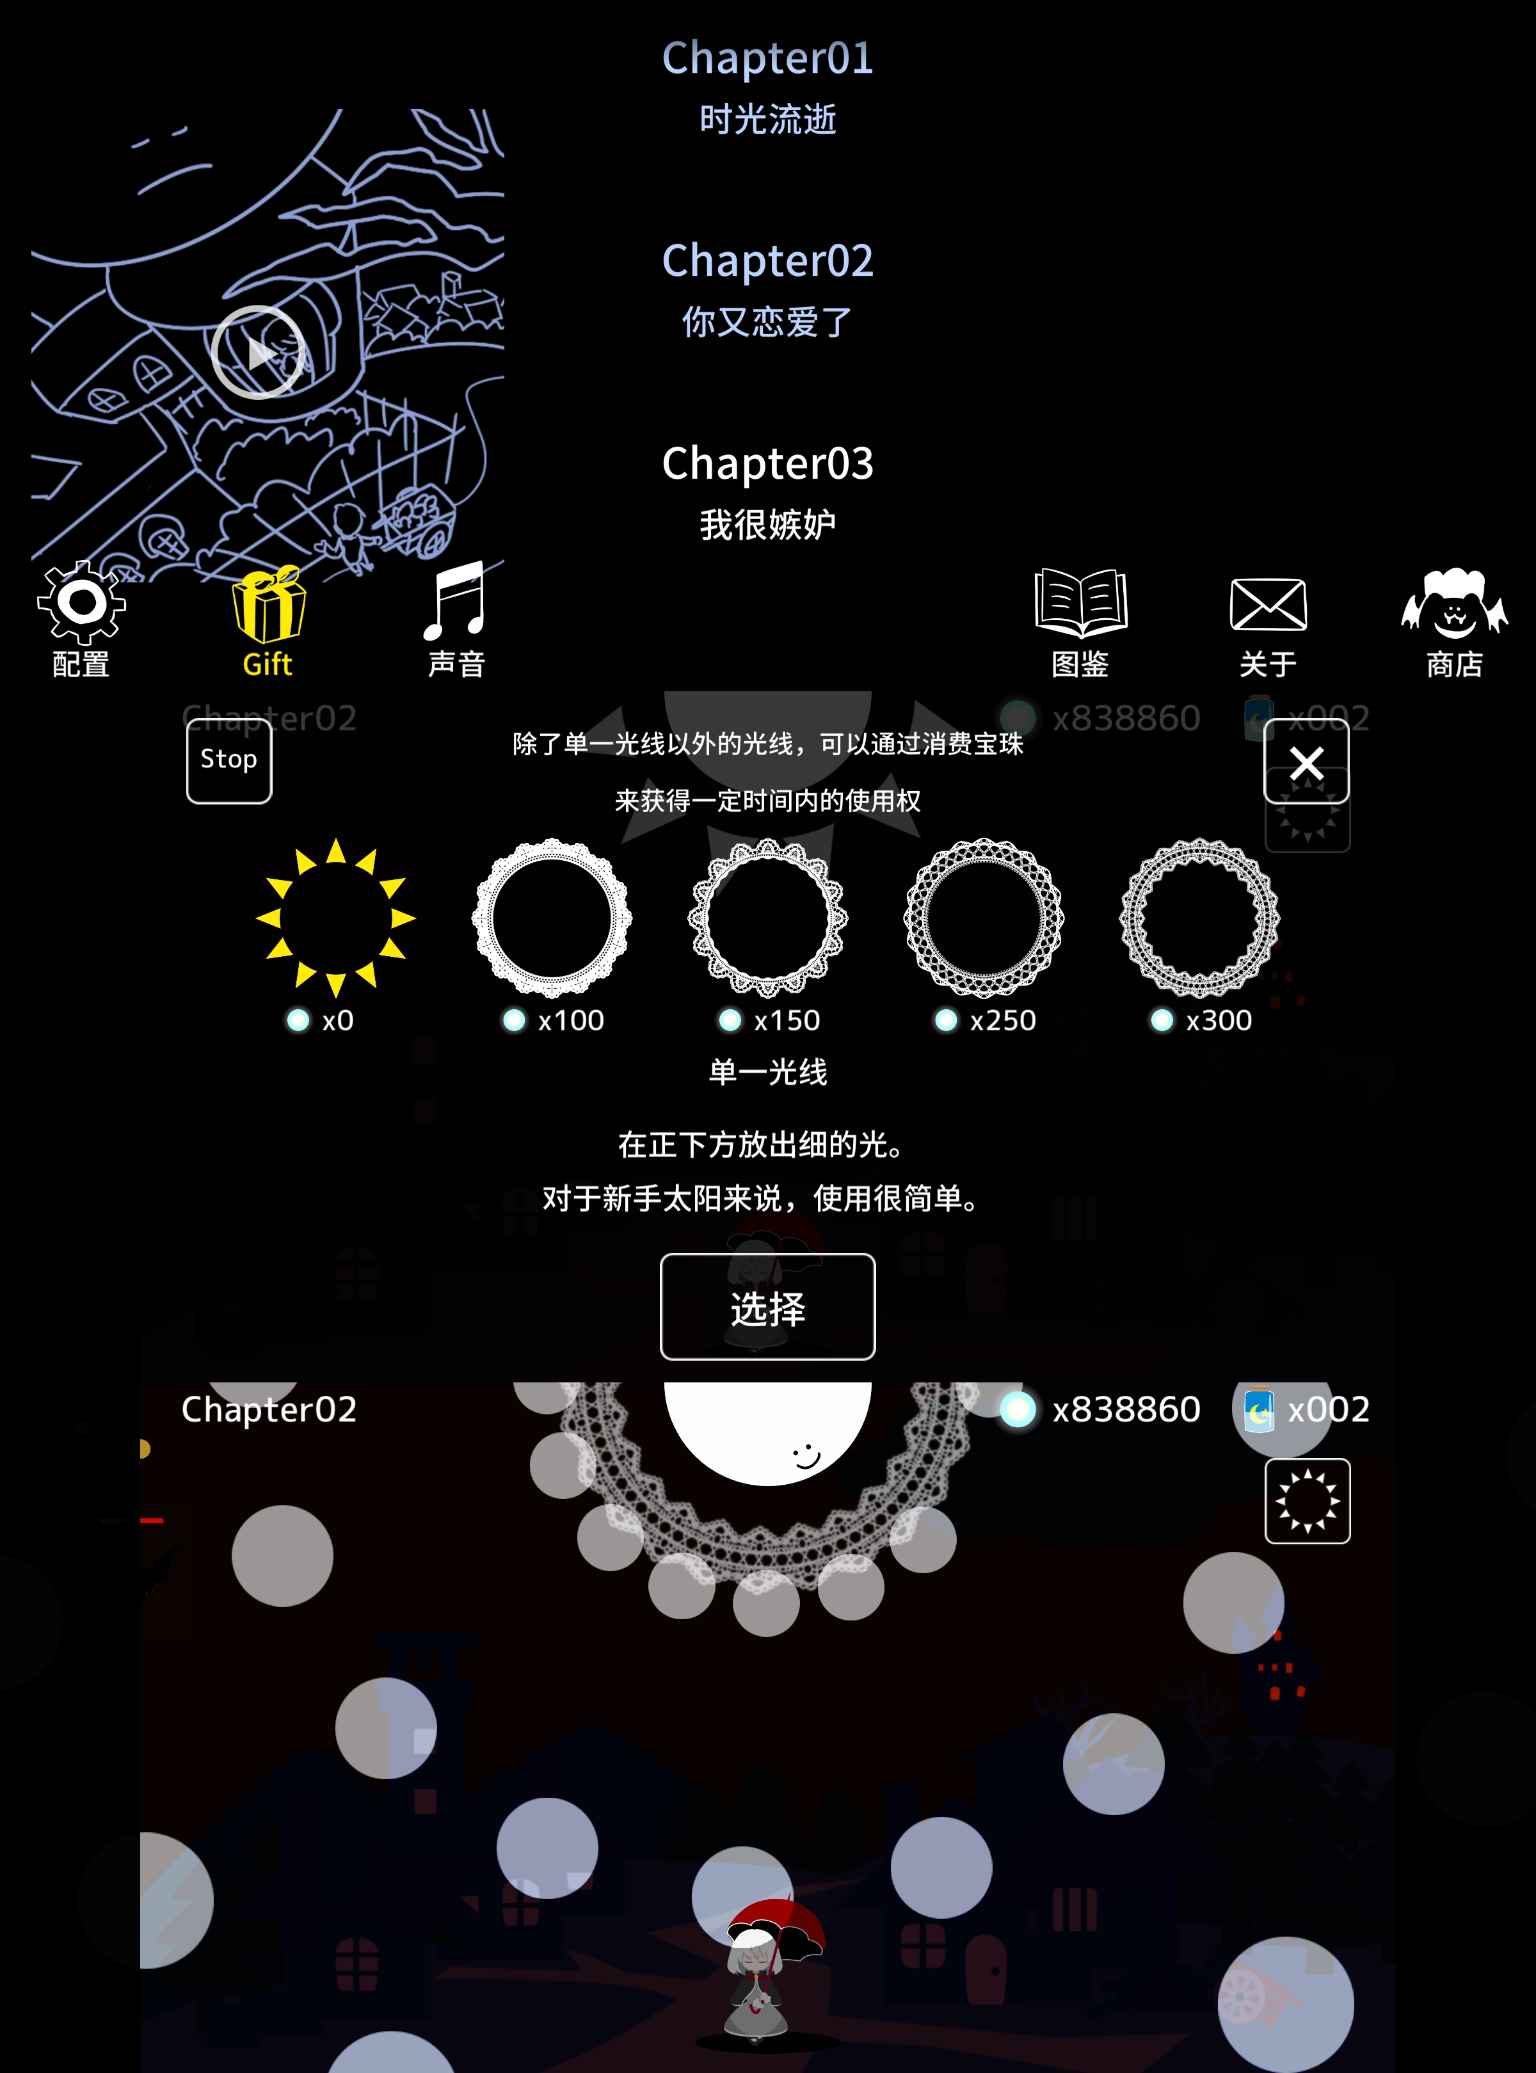 Chapter01
时光流逝
Chapter02
你又恋爱了
Chapter03
我很嫉妒
配置
Gift
声音
图鉴
关于
商店
Chapter02
x838860
x002
Stop
除了单一光线以外的光线，可以通过消费宝珠
来获得一定时间内的使用权
x0
x100
x150
x250
x300
单一光线
在正下方放出细的光。
对于新手太阳来说，使用很简单。
选择
Chapter02
x838860
x002